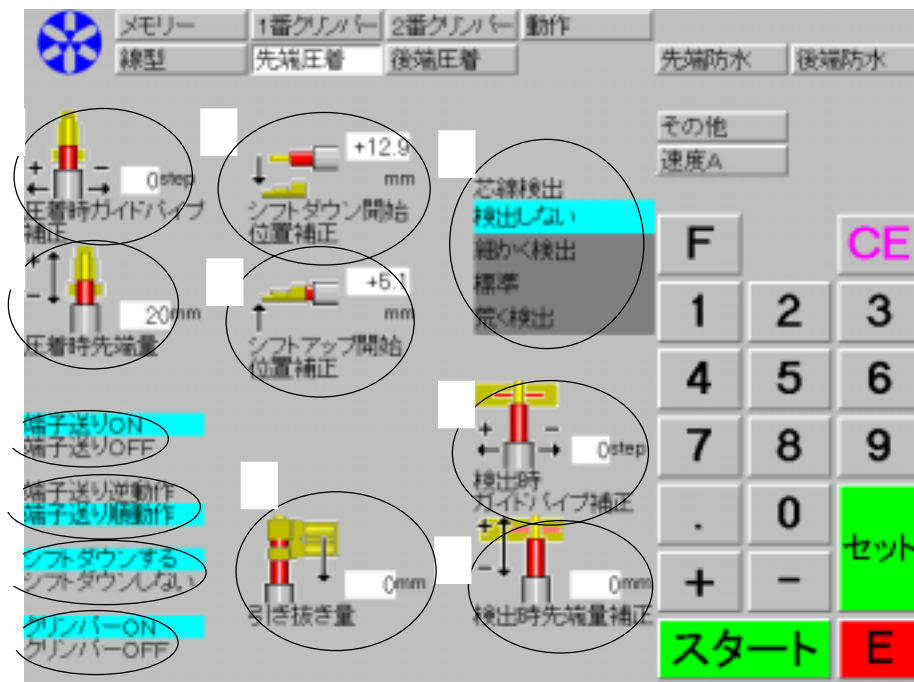 メモリー
1番クリンパー
2番クリンパー
動作
線型
先端圧着
後端圧着
先端防水
後端防水
その他
速度A
+ -
0step
圧着時ガイドパイプ
補正
+12.9
mm
シフトダウン開始
位置補正
芯線検出
検出しない
細かく検出
標準
荒く検出
+
-
20mm
圧着時先端量
+5.1
mm
シフトアップ開始
位置補正
端子送りON
端子送りOFF
端子送り逆動作
端子送り順動作
シフトダウンする
シフトダウンしない
クリンパーON
クリンパーOFF
0mm
引き抜き量
+ -
0step
検出時
ガイドパイプ補正
+
-
0mm
検出時先端量補正
F
CE
1 2 3
4 5 6
7 8 9
. 0
セット
+ -
スタート
E